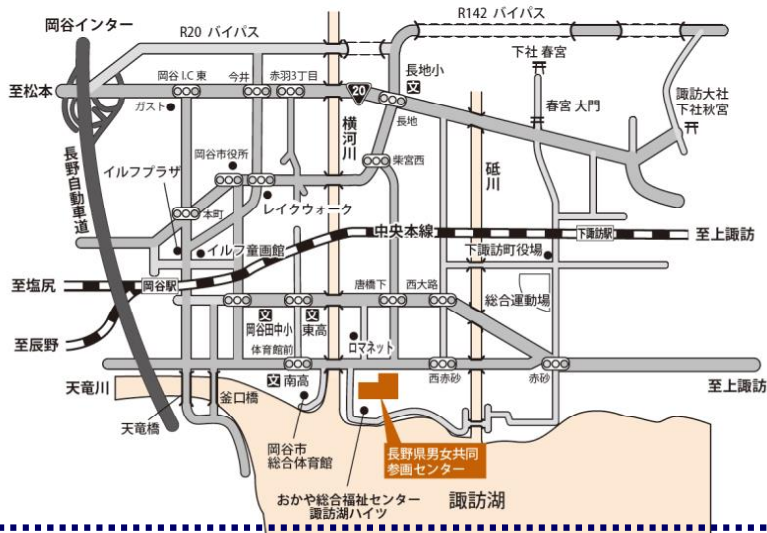 岡谷インター
R20 バイパス
R142 バイパス
下社 春宮
岡谷 I.C 東
今井
赤羽3丁目
長地小
文
至松本
20
ガスト
長地
春宮 大門
諏訪大社
下社秋宮
横河川
岡谷市役所
柴宮西
砥川
長野自動車道
イルフプラザ
本町
レイクウォーク
中央本線
下諏訪駅
至上諏訪
イルフ童画館
下諏訪町役場
至塩尻
岡谷駅
唐橋下
西大路
総合運動場
文
岡谷田中小
文
東高
至辰野
ロマネット
体育館前
天竜川
文 南高
西赤砂
赤砂
至上諏訪
釜口橋
天竜橋
岡谷市
総合体育館
長野県男女共同
参画センター
おかや総合福祉センター
諏訪湖ハイツ
諏訪湖